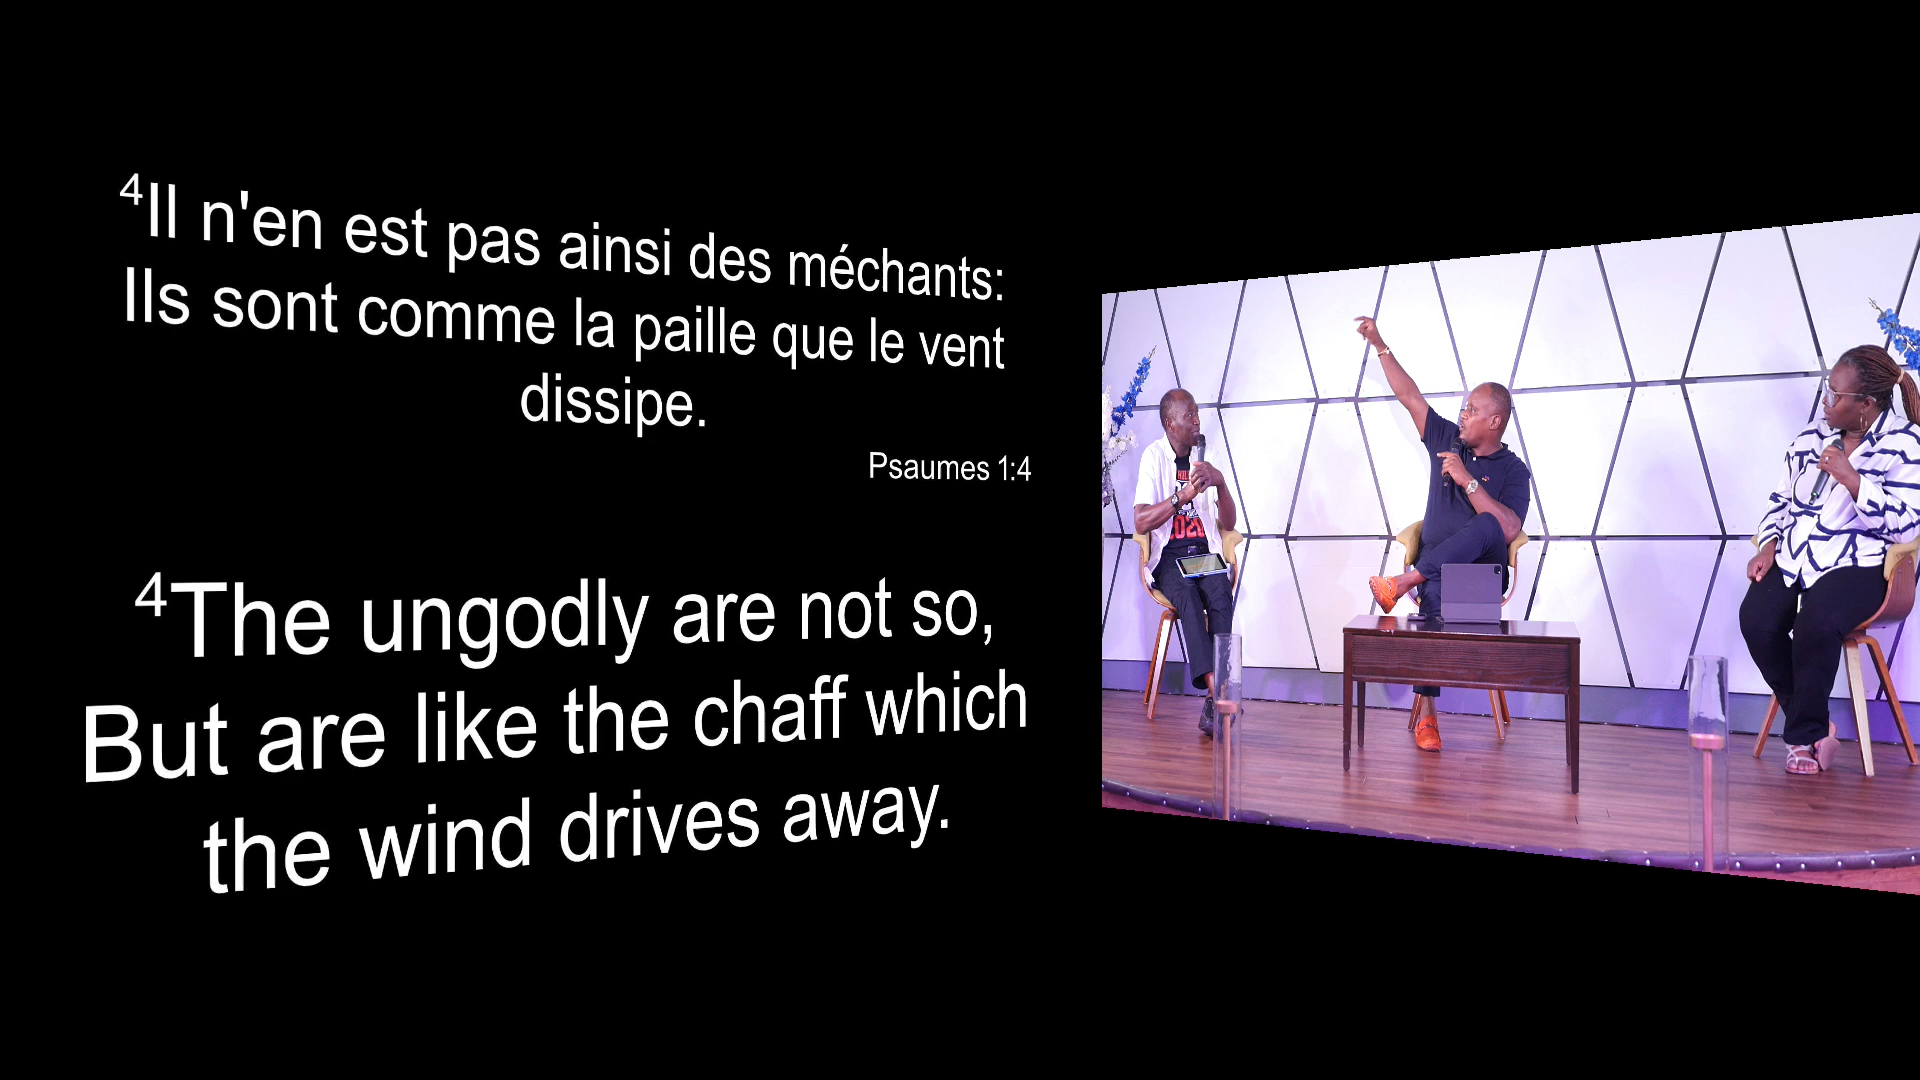 4Il n'en est pas ainsi des méchants:
Ils sont comme la paille que le vent
dissipe.
Psaumes 1:4
4The ungodly are not so,
But are like the chaff which
the wind drives away.
2020